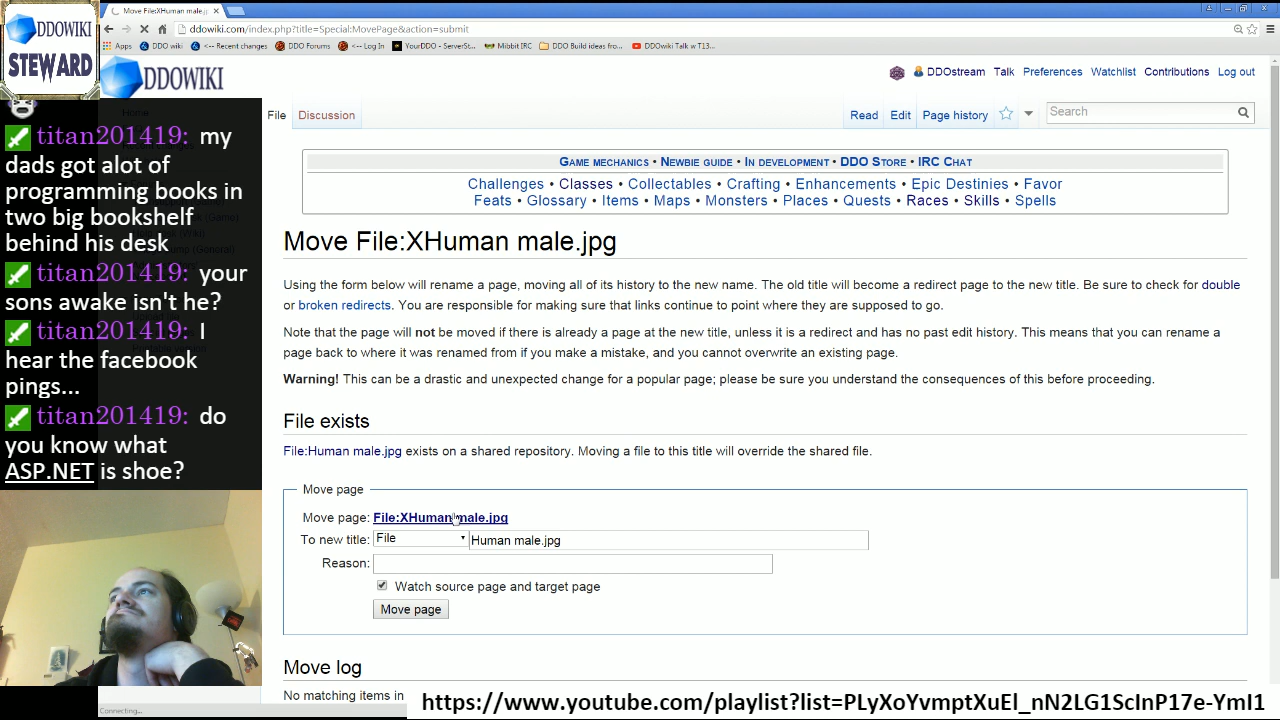 DDOWIKI
STEWARD
Move File:XHuman male.jp
ddowiki.com/index.php?title=Special:MovePage&action=submit
Apps
DDO wiki
<< Recent changes
DDO Forums
<-- Log In
YourDDO - ServerSt...
Mibbit IRC
DDO Build ideas fro...
DDOwiki Talk w T13...
DDOWIKI
DDOstream Talk Preferences Watchlist Contributions Log out
File Discussion
Read Edit Page history
Search
GAME MECHANICS • NEWBIE GUIDE • IN DEVELOPMENT • DDO STORE • IRC CHAT
Challenges • Classes • Collectables • Crafting • Enhancements • Epic Destinies • Favor
Feats • Glossary • Items • Maps • Monsters • Places • Quests • Races • Skills • Spells
Move File:XHuman male.jpg
Using the form below will rename a page, moving all of its history to the new name. The old title will become a redirect page to the new title. Be sure to check for double
or broken redirects. You are responsible for making sure that links continue to point where they are supposed to go.
Note that the page will not be moved if there is already a page at the new title, unless it is a redirect and has no past edit history. This means that you can rename a
page back to where it was renamed from if you make a mistake, and you cannot overwrite an existing page.
Warning! This can be a drastic and unexpected change for a popular page; please be sure you understand the consequences of this before proceeding.
File exists
File:Human male.jpg exists on a shared repository. Moving a file to this title will override the shared file.
Move page
Move page: File:XHuman male.jpg
To new title: File Human male.jpg
Reason:
Watch source page and target page
Move page
Move log
No matching items in
titan201419: my
dads got alot of
programming books in
two big bookshelf
behind his desk
titan201419: your
sons awake isn't he?
titan201419: I
hear the facebook
pings...
titan201419: do
you know what
ASP.NET is shoe?
Connecting...
https://www.youtube.com/playlist?list=PLyXoYvmptXuEl_nN2LG1ScInP17e-YmI1